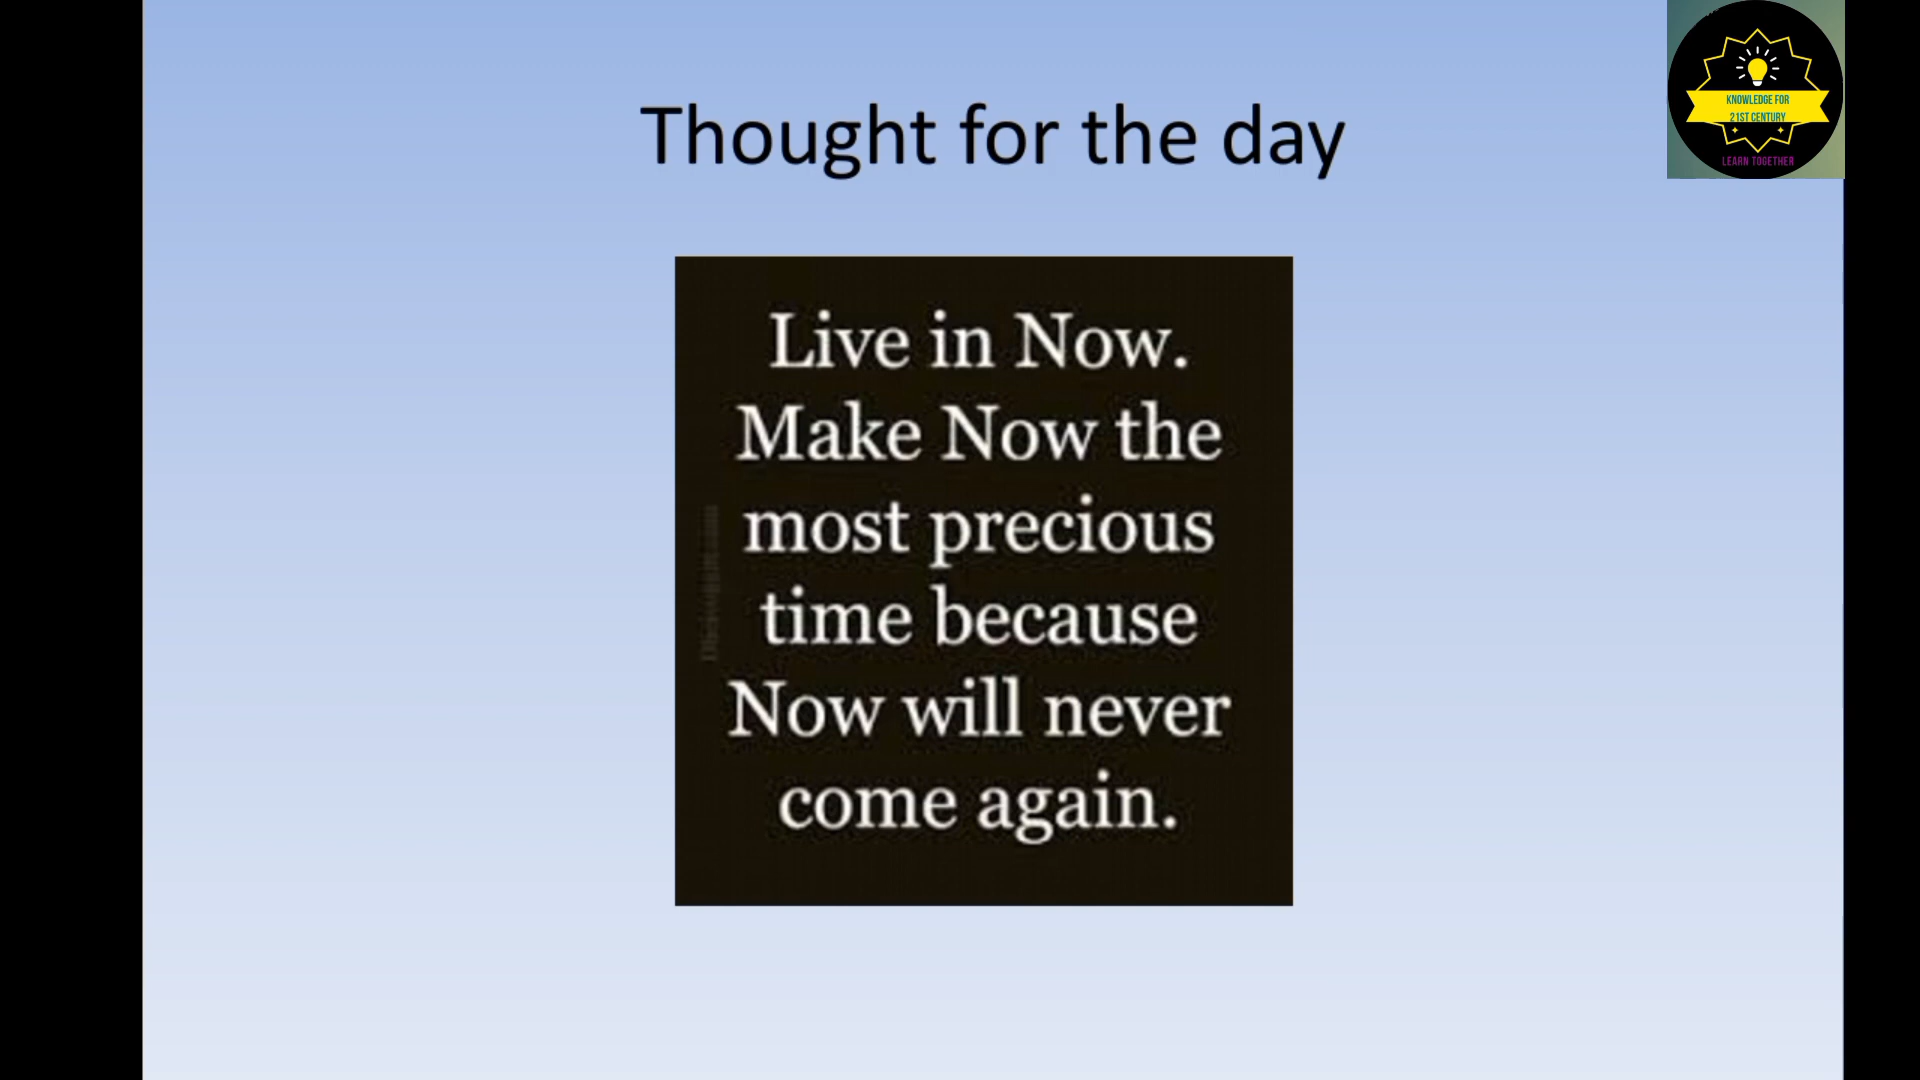 Thought for the day
KNOWLEDGE FOR
21ST CENTURY
LEARN TOGETHER
Live in Now.
Make Now the
most precious
time because
Now will never
come again.